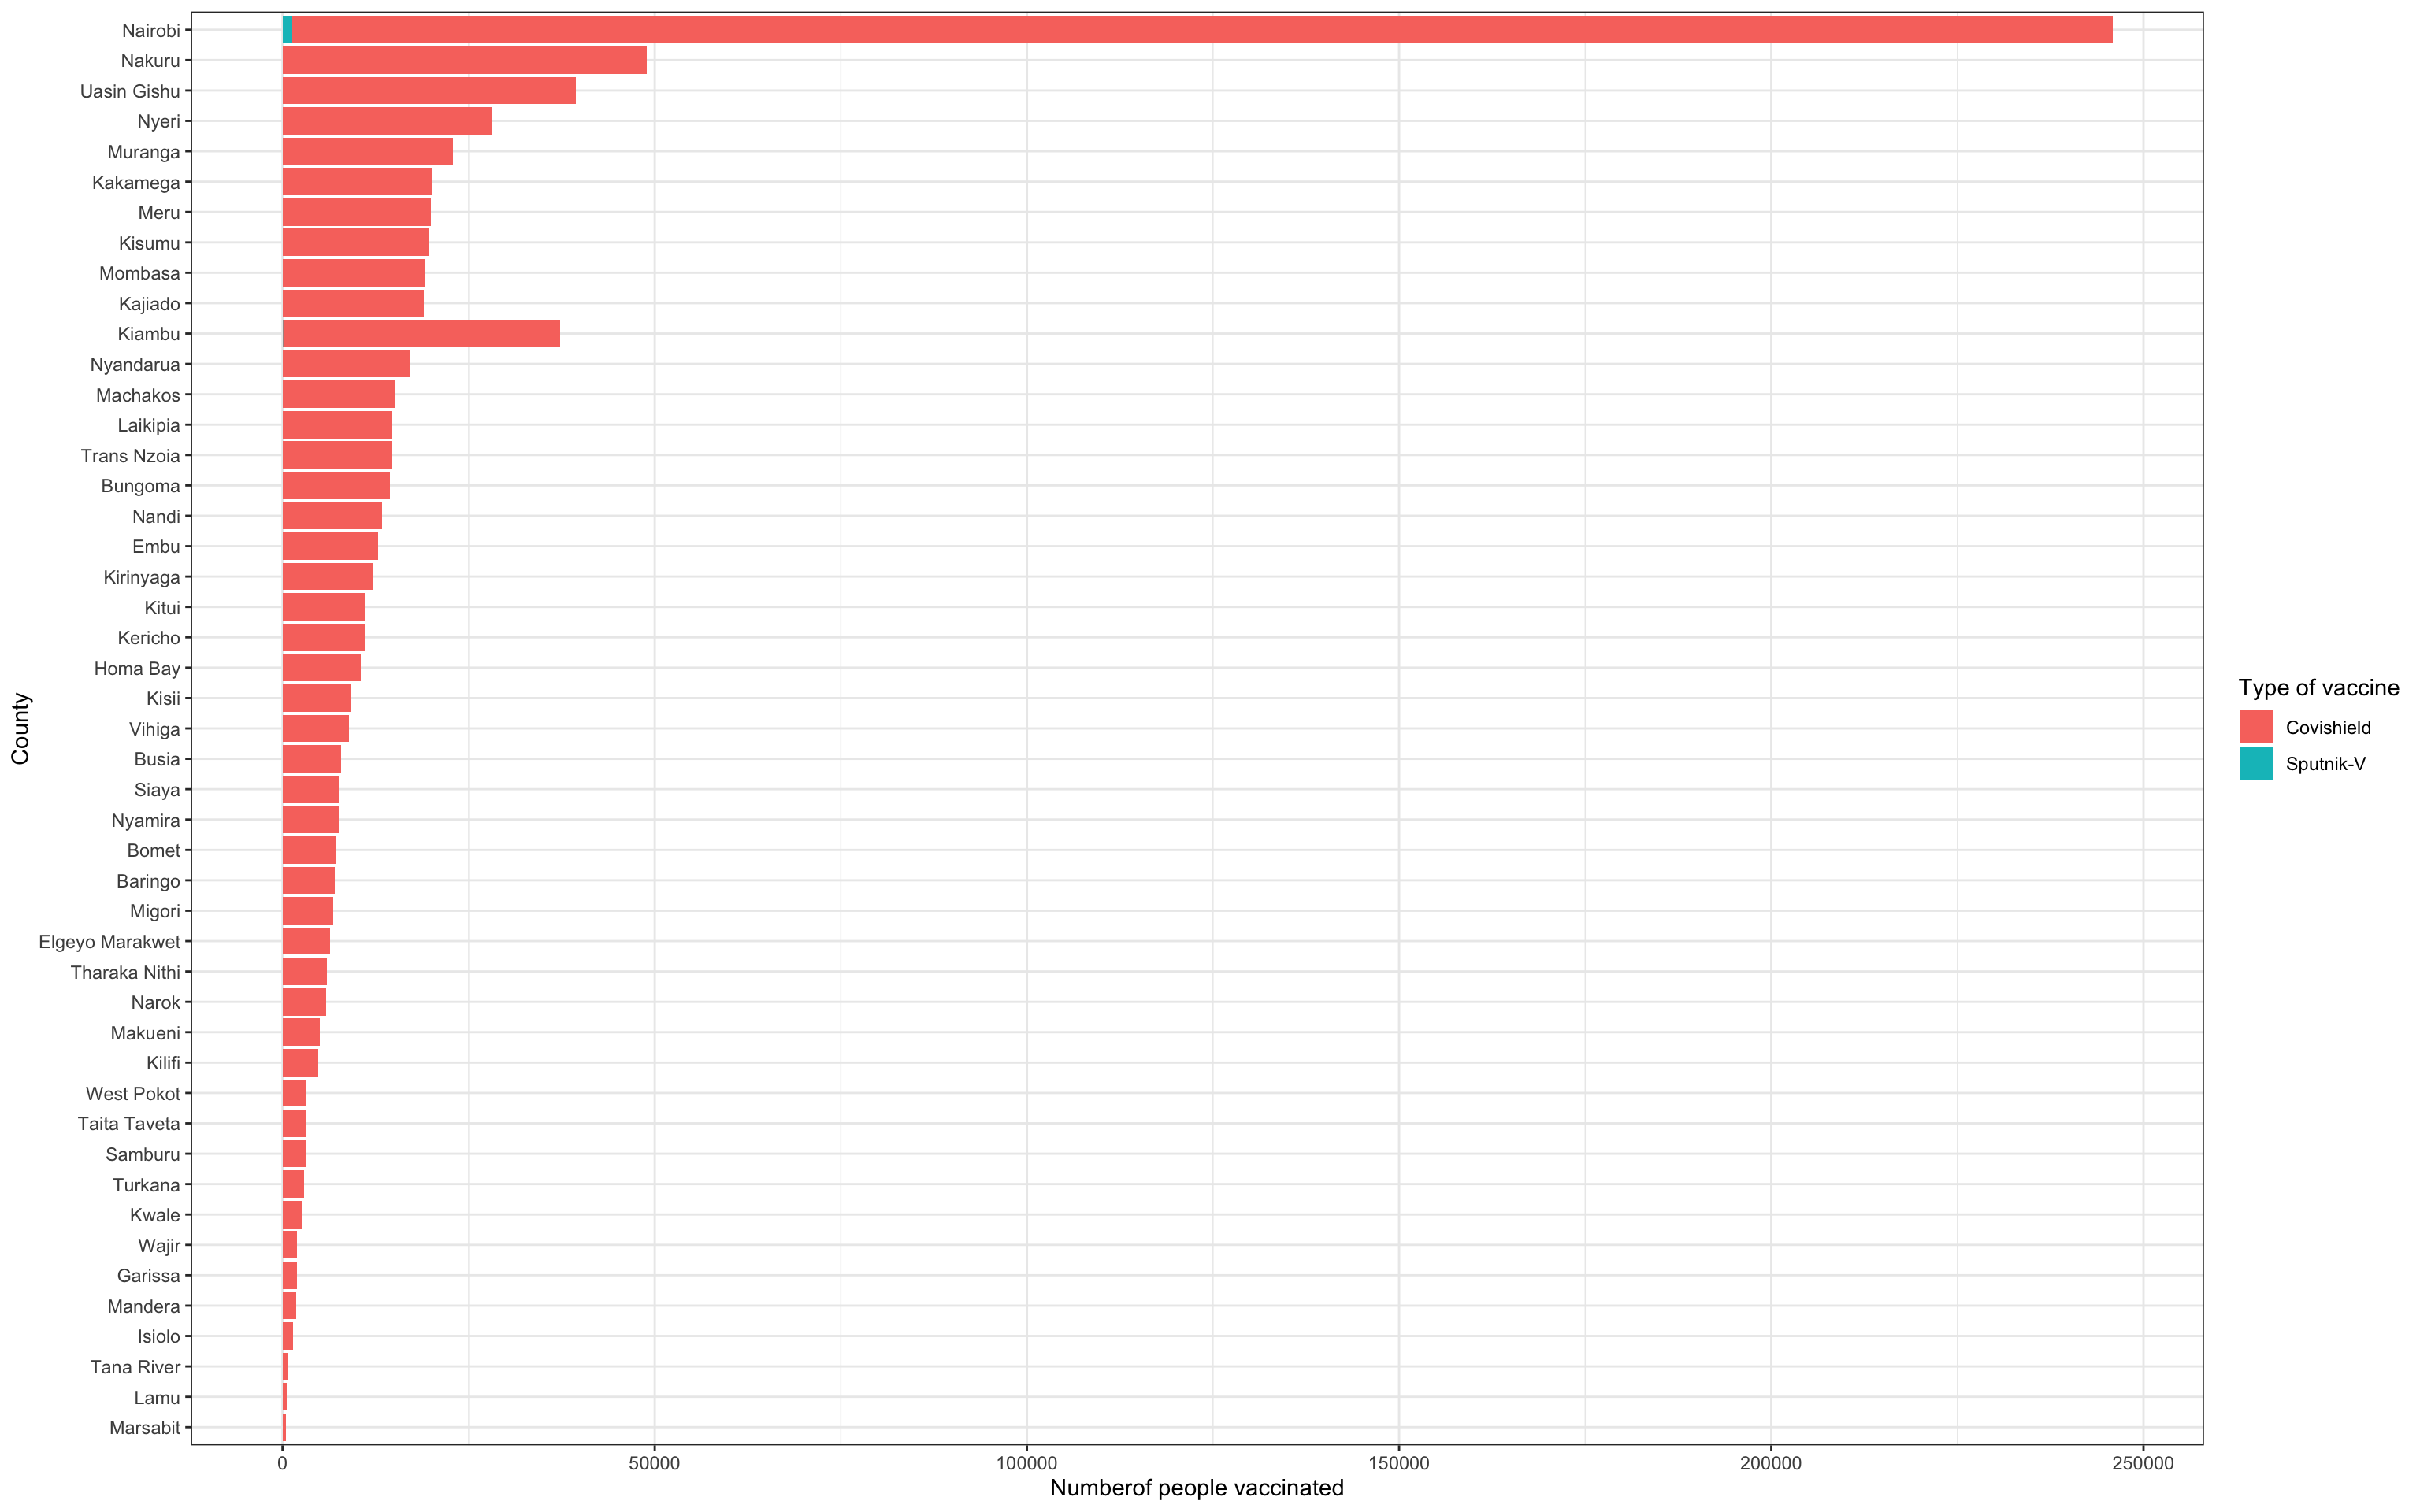 Nairobi
Nakuru
Uasin Gishu
Nyeri
Muranga
Kakamega
Meru
Kisumu
Mombasa
Kajiado
Kiambu
Nyandarua
Machakos
Laikipia
Trans Nzoia
Bungoma
Nandi
Embu
Kirinyaga
Kitui
Kericho
Homa Bay
Kisii
Vihiga
Busia
Siaya
Nyamira
Bomet
Baringo
Migori
Elgeyo Marakwet
Tharaka Nithi
Narok
Makueni
Kilifi
West Pokot
Taita Taveta
Samburu
Turkana
Kwale
Wajir
Garissa
Mandera
Isiolo
Tana River
Lamu
Marsabit
County
0 50000 100000 150000 200000 250000
Numberof people vaccinated
Type of vaccine
Covishield
Sputnik-V